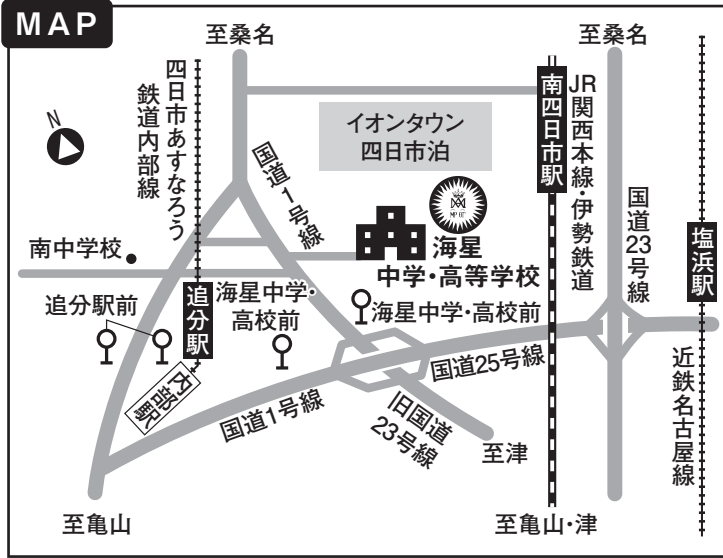 MAP
至桑名
至桑名
N
四日市あすなろう
鉄道内部線
イオンタウン
四日市泊
南四日市駅
JR
関西本線・伊勢鉄道
国道1号線
国道23号線
塩浜駅
海星
中学・高等学校
南中学校
追分駅
海星中学・
高校前
海星中学・高校前
追分駅前
内部駅
国道1号線
国道25号線
旧国道
23号線
近鉄名古屋線
至津
至亀山
至亀山・津